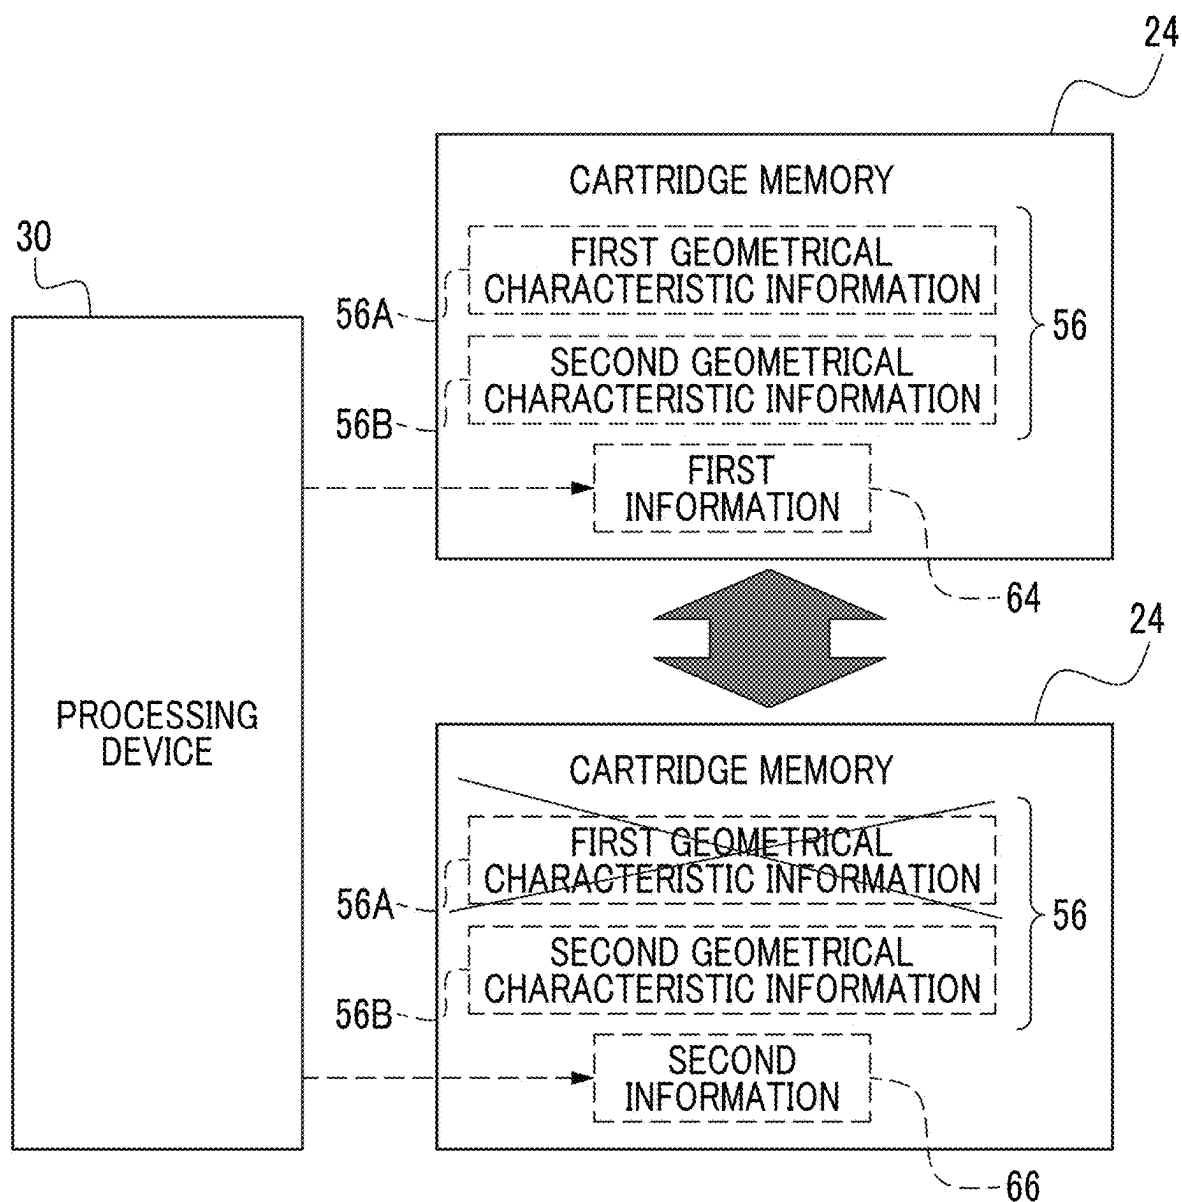 24
CARTRIDGE MEMORY
30
FIRST GEOMETRICAL
CHARACTERISTIC INFORMATION
56A
56
SECOND GEOMETRICAL
CHARACTERISTIC INFORMATION
56B
FIRST
INFORMATION
64
24
PROCESSING
DEVICE
CARTRIDGE MEMORY
FIRST GEOMETRICAL
CHARACTERISTIC INFORMATION
56A
56
SECOND GEOMETRICAL
CHARACTERISTIC INFORMATION
56B
SECOND
INFORMATION
66